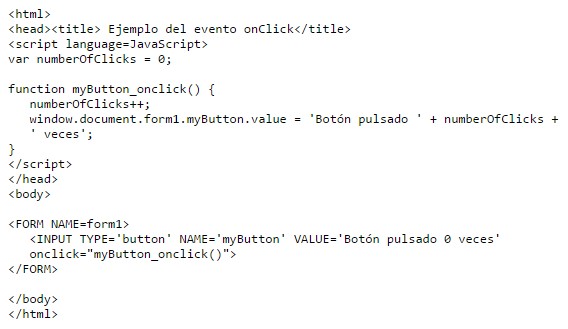 <html>
<head><title> Ejemplo del evento onClick</title>
<script language=JavaScript>
var numberOfClicks = 0;

function myButton_onclick() {
   numberOfClicks++;
   window.document.form1.myButton.value = 'Botón pulsado ' + numberOfClicks +
   ' veces';
}
</script>
</head>
<body>

<FORM NAME=form1>
   <INPUT TYPE='button' NAME='myButton' VALUE='Botón pulsado 0 veces'
   onclick="myButton_onclick()">
</FORM>

</body>
</html>